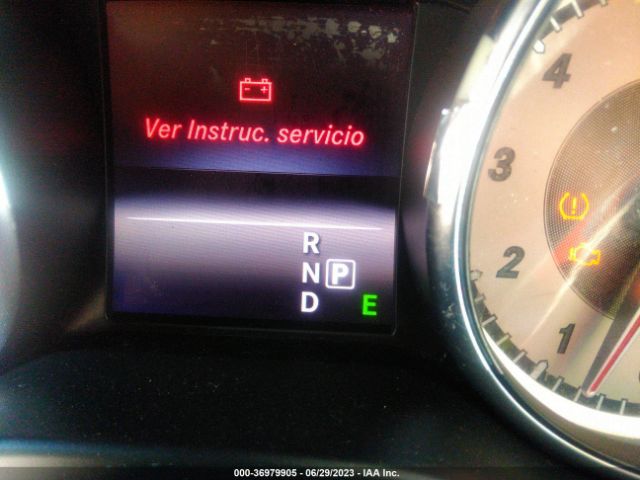 Ver Instruc. servicio
R
N P
D E
4
3
2
1
000-36979905 - 06/29/2023 - IAA Inc.